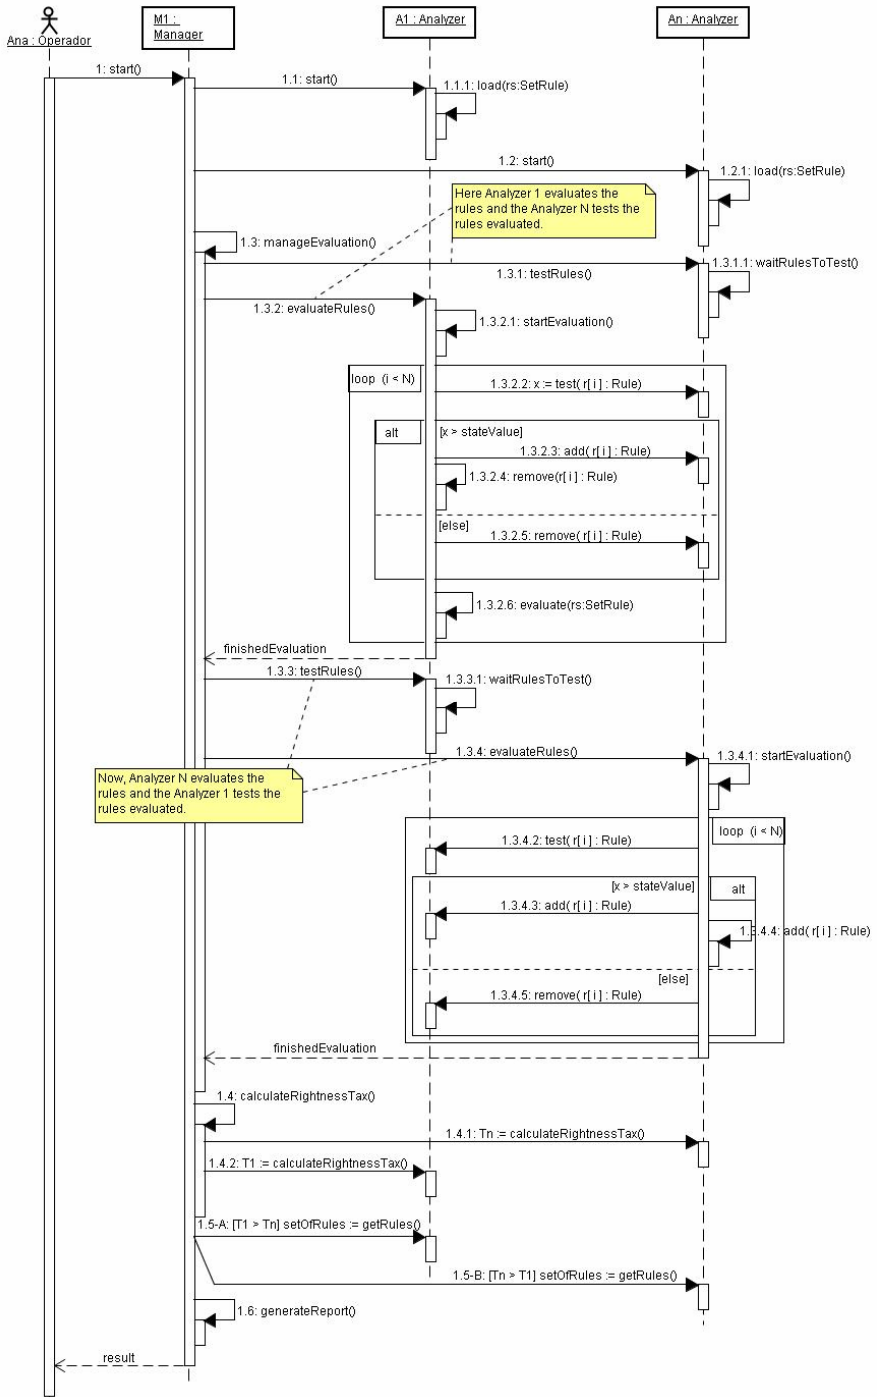 Ana : Operador
M1 :
Manager
A1 : Analyzer
An : Analyzer
1: start()
1.1: start()
1.1.1: load(rs:SetRule)
1.2: start()
1.2.1: load(rs:SetRule)
Here Analyzer 1 evaluates the
rules and the Analyzer N tests the
rules evaluated.
1.3: manageEvaluation()
1.3.1: testRules()
1.3.1.1: waitRulesToTest()
1.3.2: evaluateRules()
1.3.2.1: startEvaluation()
loop (i < N)
1.3.2.2: x := test( r[ i ] : Rule)
alt
[x > stateValue]
1.3.2.3: add( r[ i ] : Rule)
1.3.2.4: remove(r[ i ] : Rule)
[else]
1.3.2.5: remove( r[ i ] : Rule)
1.3.2.6: evaluate(rs:SetRule)
finishedEvaluation
1.3.3: testRules()
1.3.3.1: waitRulesToTest()
1.3.4: evaluateRules()
1.3.4.1: startEvaluation()
Now, Analyzer N evaluates the
rules and the Analyzer 1 tests the
rules evaluated.
loop (i < N)
1.3.4.2: test( r[ i ] : Rule)
[x > stateValue]
alt
1.3.4.3: add( r[ i ] : Rule)
1.3.4.4: add( r[ i ] : Rule)
[else]
1.3.4.5: remove( r[ i ] : Rule)
finishedEvaluation
1.4: calculateRightnessTax()
1.4.1: Tn := calculateRightnessTax()
1.4.2: T1 := calculateRightnessTax()
1.5-A: [T1 > Tn] setOfRules := getRules()
1.5-B: [Tn > T1] setOfRules := getRules()
1.6: generateReport()
result